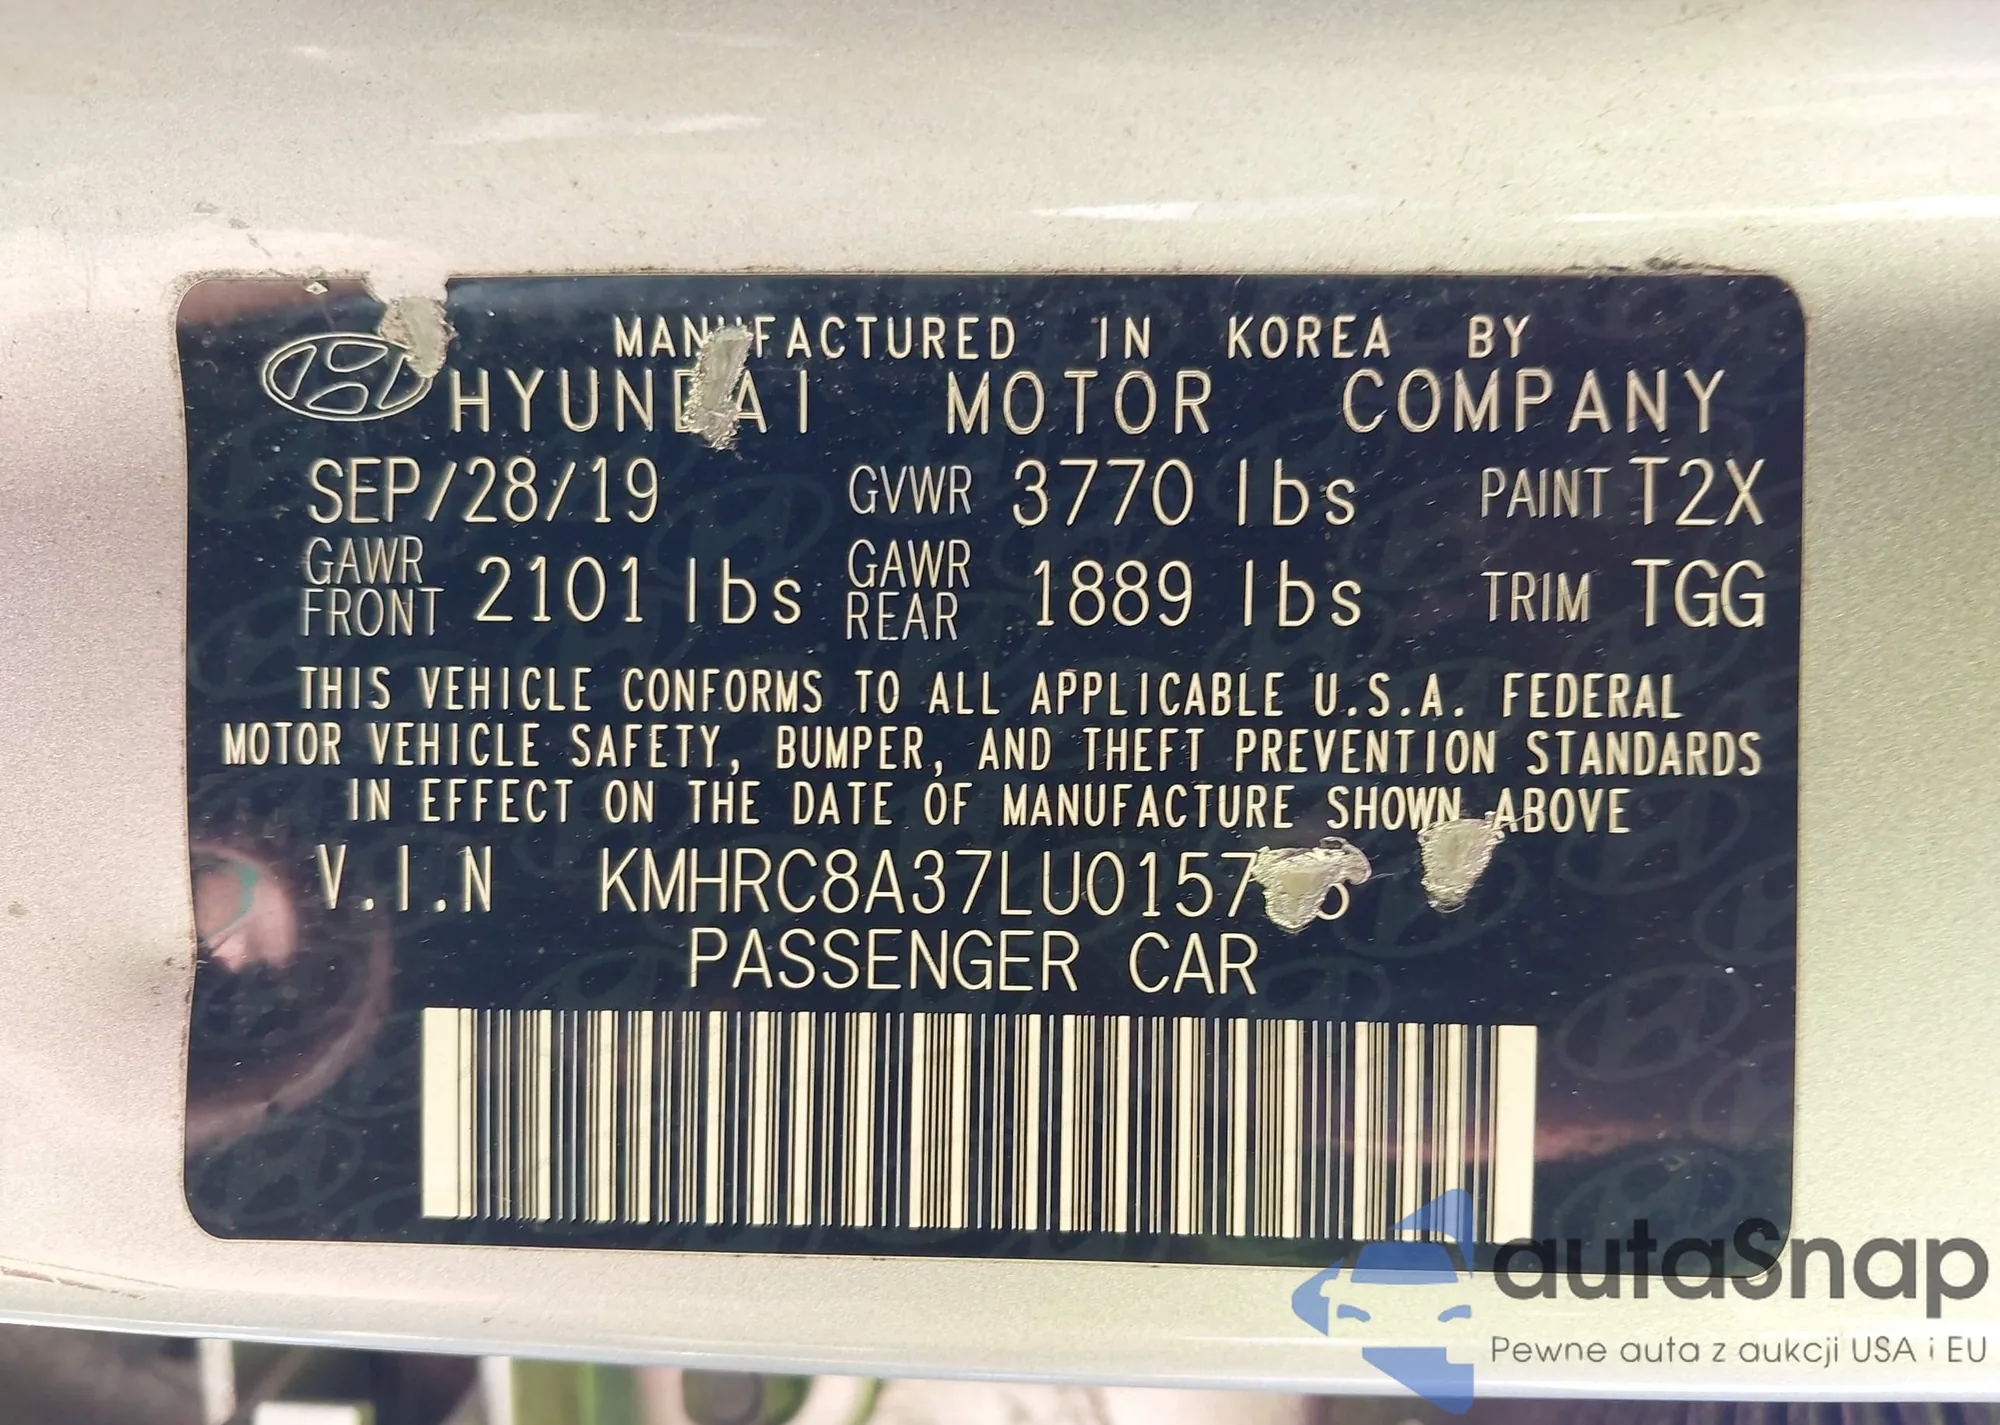 MANUFACTURED IN KOREA BY
HYUNDAI MOTOR COMPANY
SEP/28/19 GVWR 3770 lbs PAINT T2X
GAWR FRONT 2101 lbs GAWR REAR 1889 lbs TRIM TGG
THIS VEHICLE CONFORMS TO ALL APPLICABLE U.S.A. FEDERAL
MOTOR VEHICLE SAFETY, BUMPER, AND THEFT PREVENTION STANDARDS
IN EFFECT ON THE DATE OF MANUFACTURE SHOWN ABOVE
V.I.N
PASSENGER CAR
autaSnap
Pewne auta z aukcji USA i EU